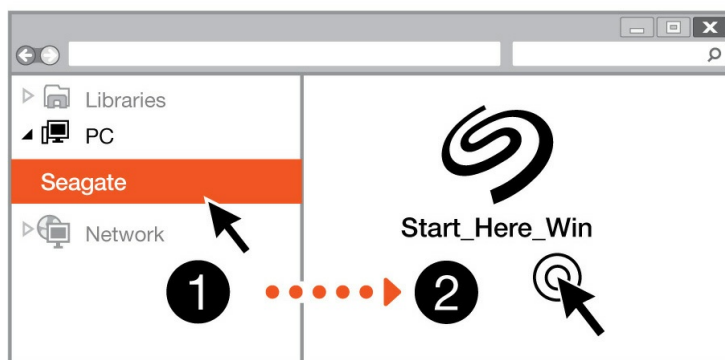 Libraries
PC
Seagate
Network
Start_Here_Win
1
2